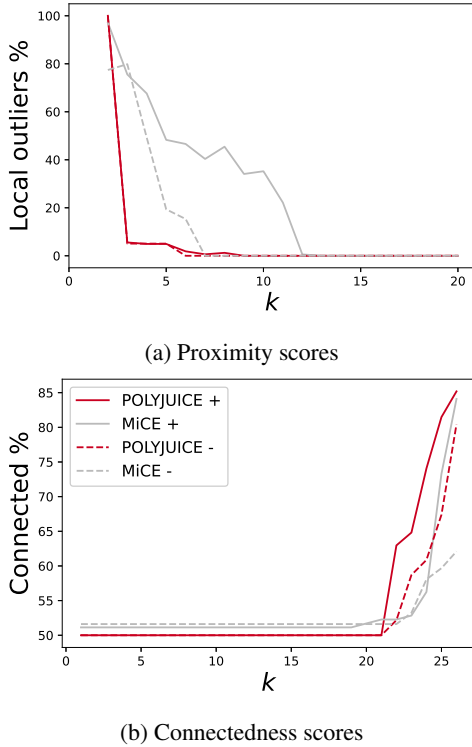 100
80
60
40
20
0
Local outliers %
0 5 10 15 20
k
(a) Proximity scores
85
80
75
70
65
60
55
50
Connected %
POLYJUICE +
MiCE +
POLYJUICE -
MiCE -
0 5 10 15 20 25
k
(b) Connectedness scores